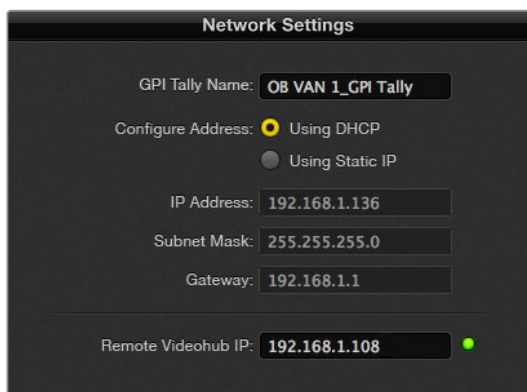 Network Settings
GPI Tally Name: OB VAN 1_GPI Tally
Configure Address: Using DHCP
Using Static IP
IP Address: 192.168.1.136
Subnet Mask: 255.255.255.0
Gateway: 192.168.1.1
Remote Videohub IP: 192.168.1.108